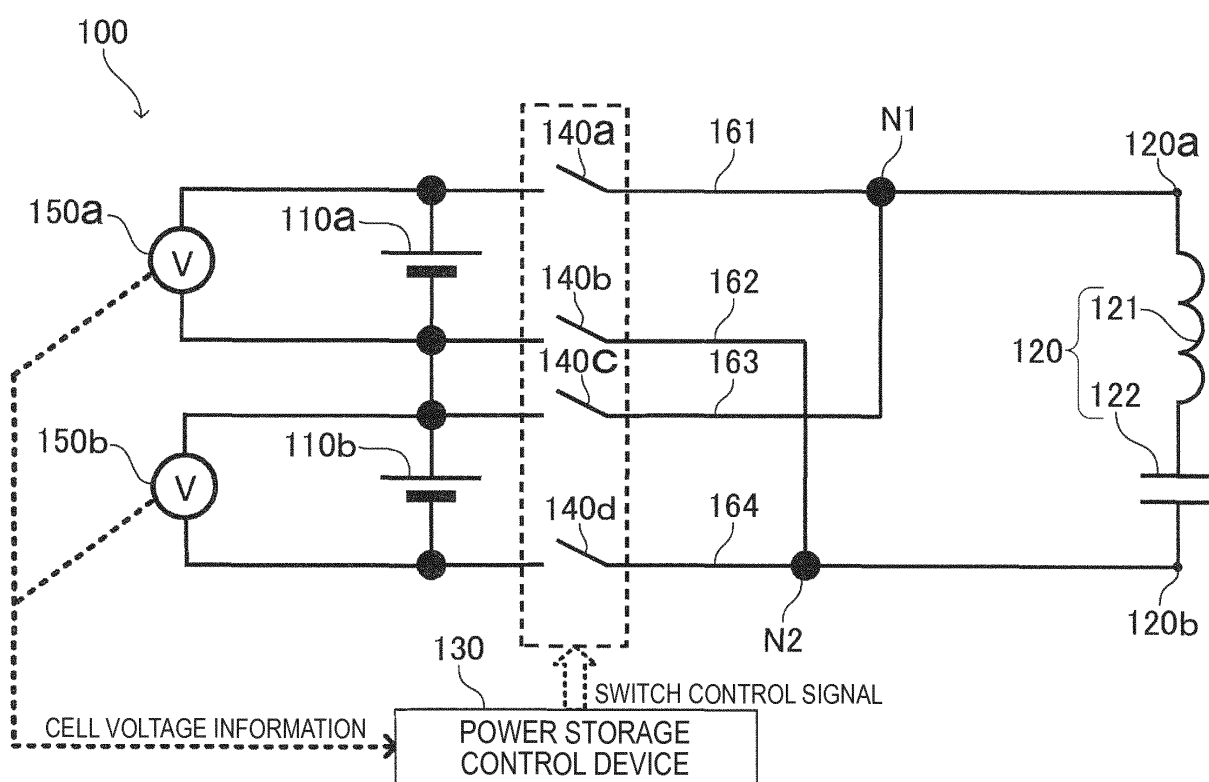 100
140a
161
N1
120a
150a
V
110a
140b
162
120
121
140c
163
122
150b
V
110b
140d
164
N2
120b
130
SWITCH CONTROL SIGNAL
CELL VOLTAGE INFORMATION
POWER STORAGE
CONTROL DEVICE